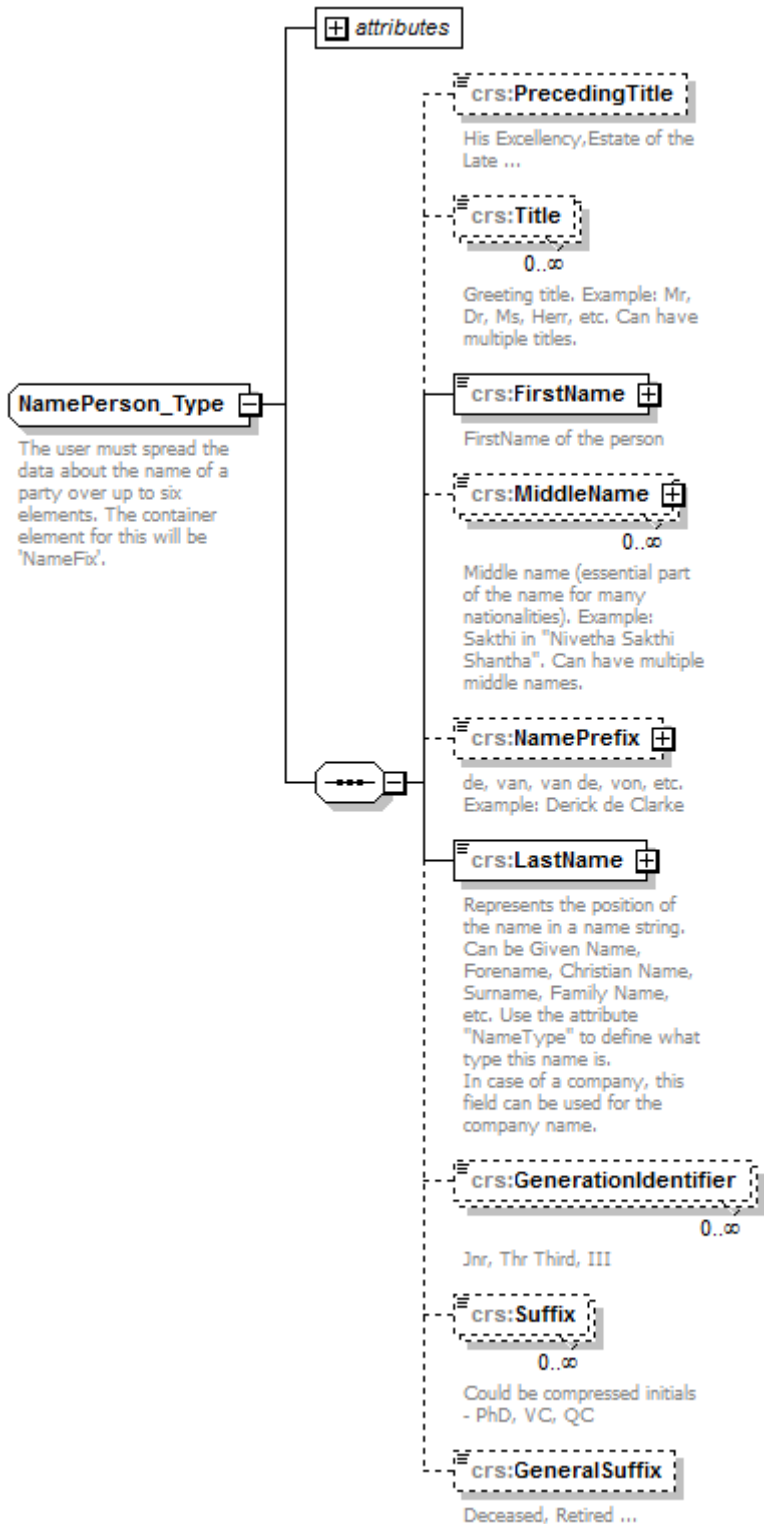 attributes
crs:PrecedingTitle
His Excellency,Estate of the
Late ...
crs:Title
0..∞
Greeting title. Example: Mr,
Dr, Ms, Herr, etc. Can have
multiple titles.
NamePerson_Type
The user must spread the
data about the name of a
party over up to six
elements. The container
element for this will be
'NameFix'.
crs:FirstName
FirstName of the person
crs:MiddleName
0..∞
Middle name (essential part
of the name for many
nationalities). Example:
Sakthi in "Nivetha Sakthi
Shantha". Can have multiple
middle names.
crs:NamePrefix
de, van, van de, von, etc.
Example: Derick de Clarke
crs:LastName
Represents the position of
the name in a name string.
Can be Given Name,
Forename, Christian Name,
Surname, Family Name,
etc. Use the attribute
"NameType" to define what
type this name is.
In case of a company, this
field can be used for the
company name.
crs:GenerationIdentifier
0..∞
Jnr, Thr Third, III
crs:Suffix
0..∞
Could be compressed initials
- PhD, VC, QC
crs:GeneralSuffix
Deceased, Retired ...